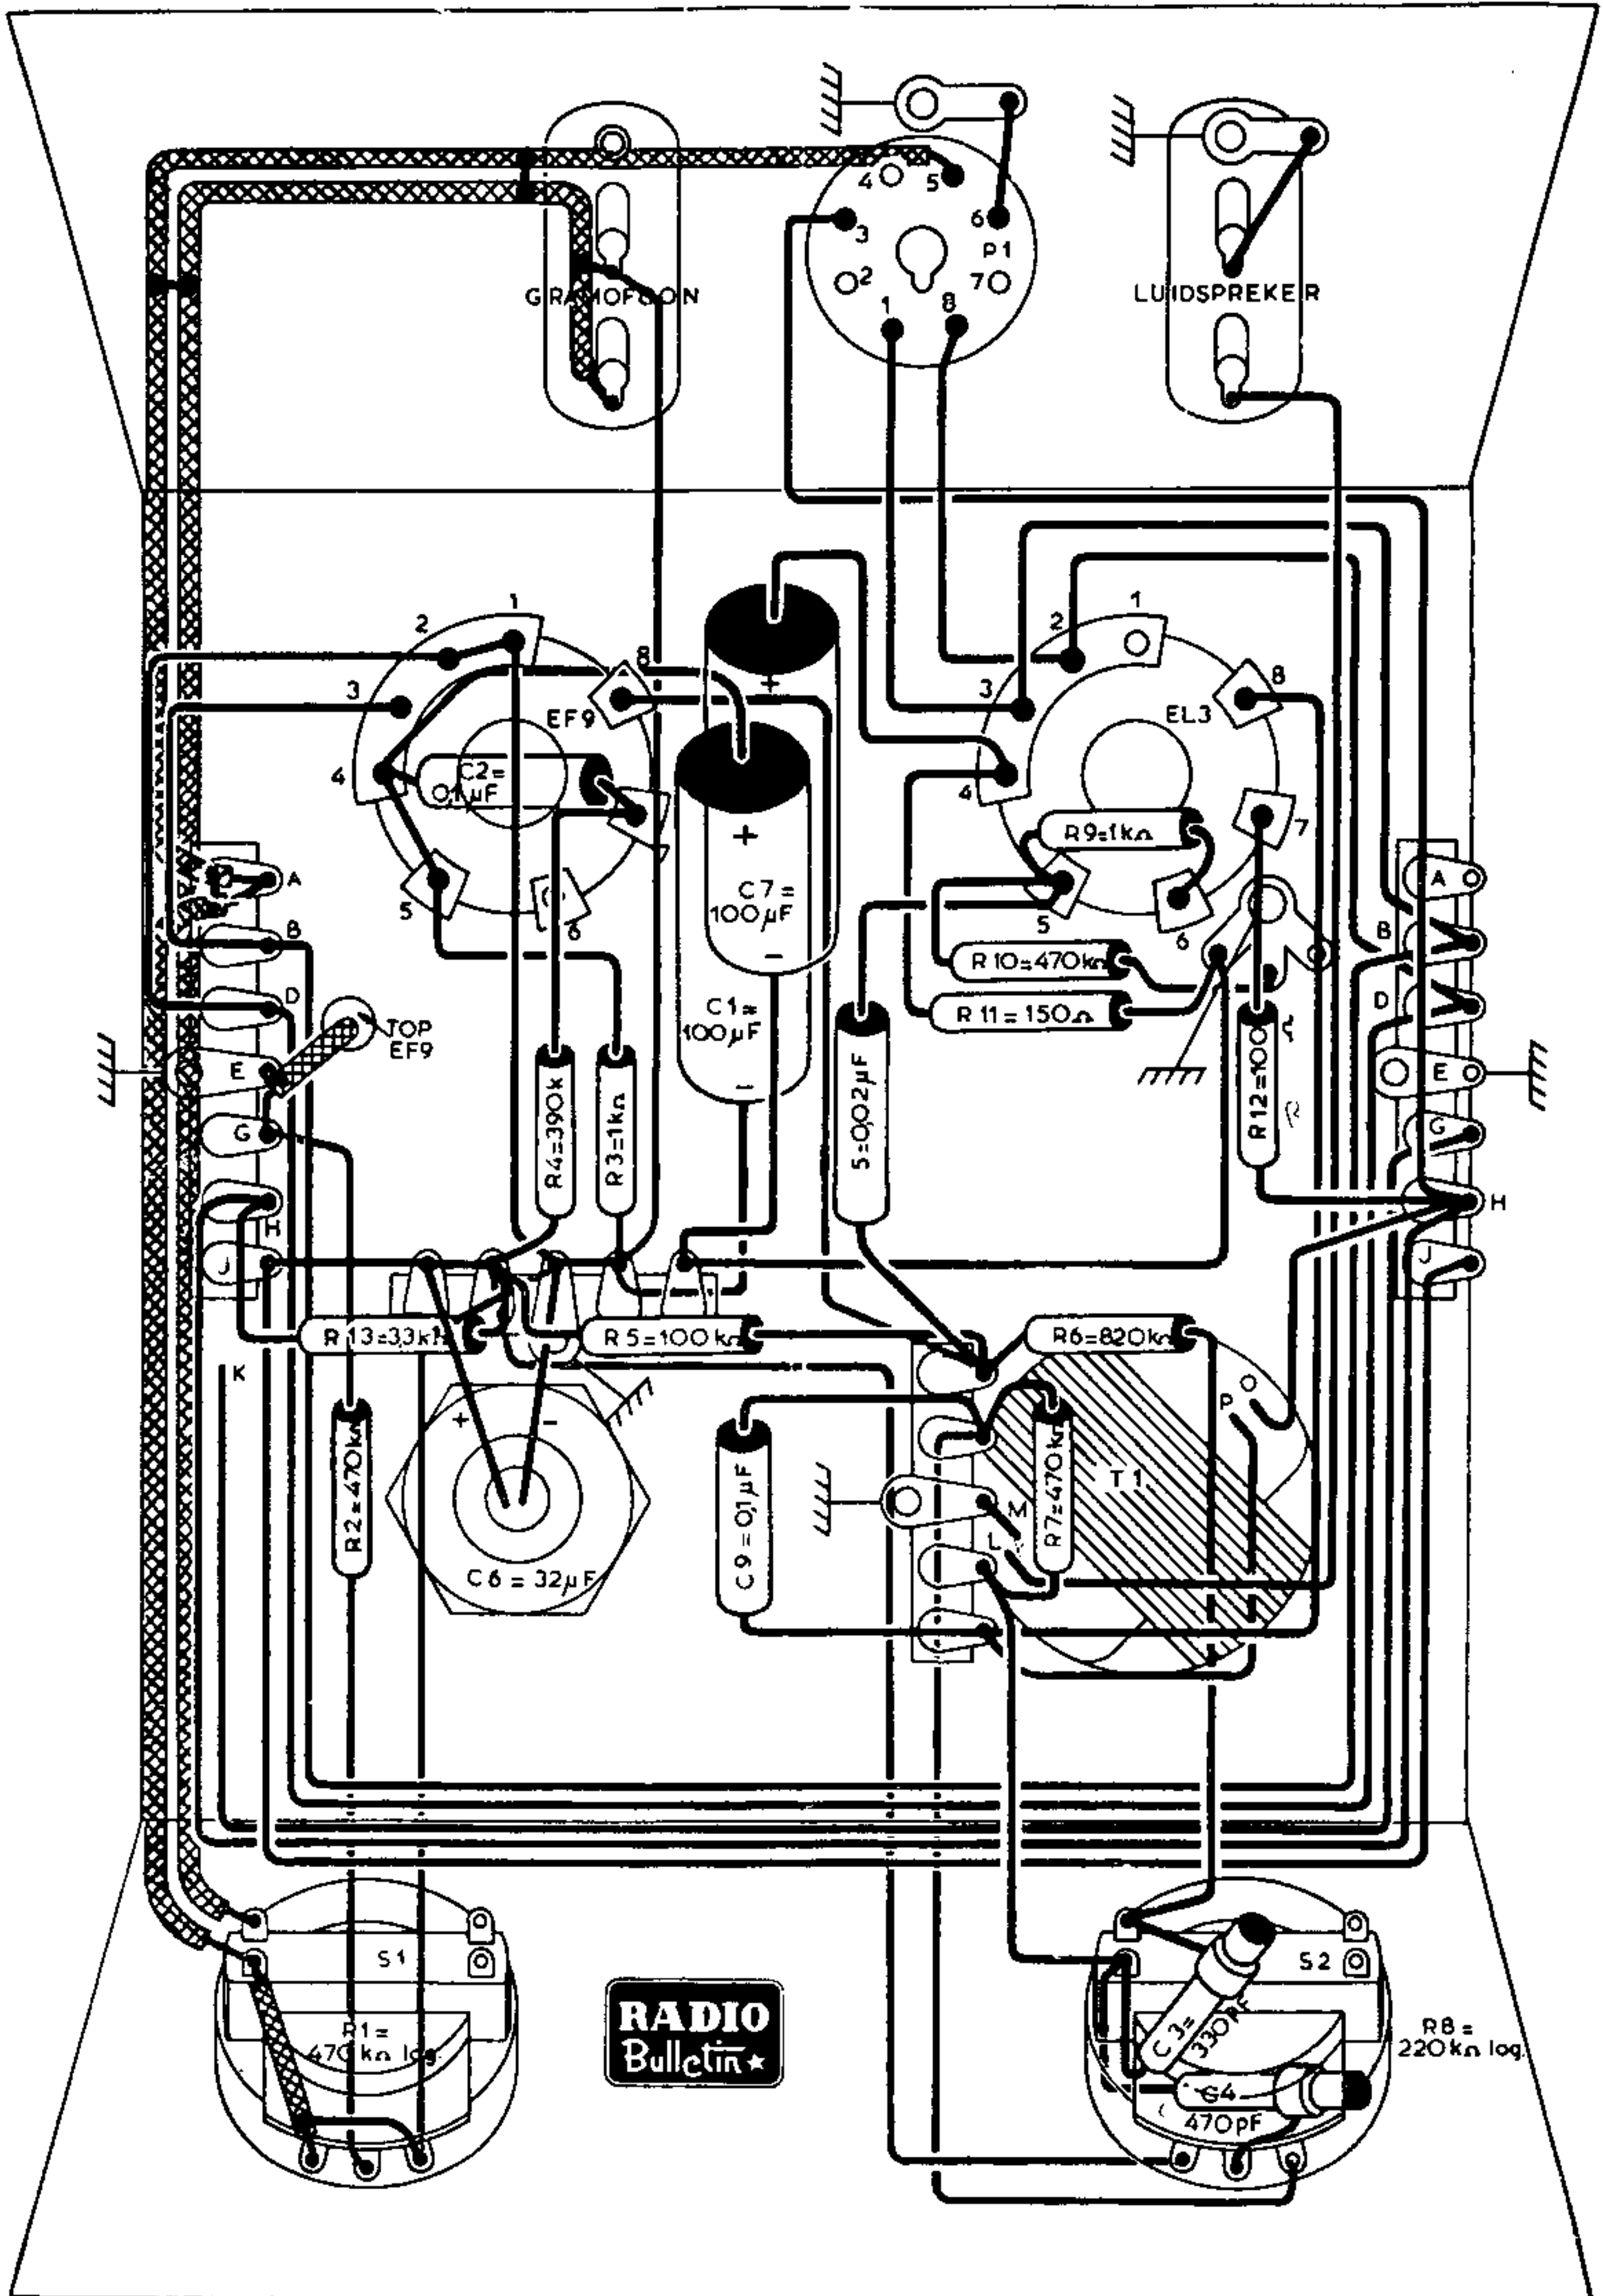 4
5
3
6
P1
2
7
1
8
GRAMOFOON
LUIDSPREKER
1
2
8
3
EF9
4
C2=
0,1µF
5
6
+
+
C7=
100µF
−
C1=
100µF
−
1
2
8
3
EL3
4
R9=1kΩ
7
5
6
R10=470kΩ
R11=150Ω
R12=100
A
B
D
TOP
EF9
E
G
H
J
K
A
B
D
E
G
H
J
R4=390k
R3=1kΩ
5=0,02µF
R13=3,3kΩ
R5=100kΩ
R6=820kΩ
+
−
R2=470kΩ
C6=32µF
C9=0,1µF
R7=470kΩ
M
L
T1
O
P
S1
R1=
470kΩ log.
RADIO
Bulletin
S2
C3=
330pF
C4
470pF
R8=
220kΩ log.